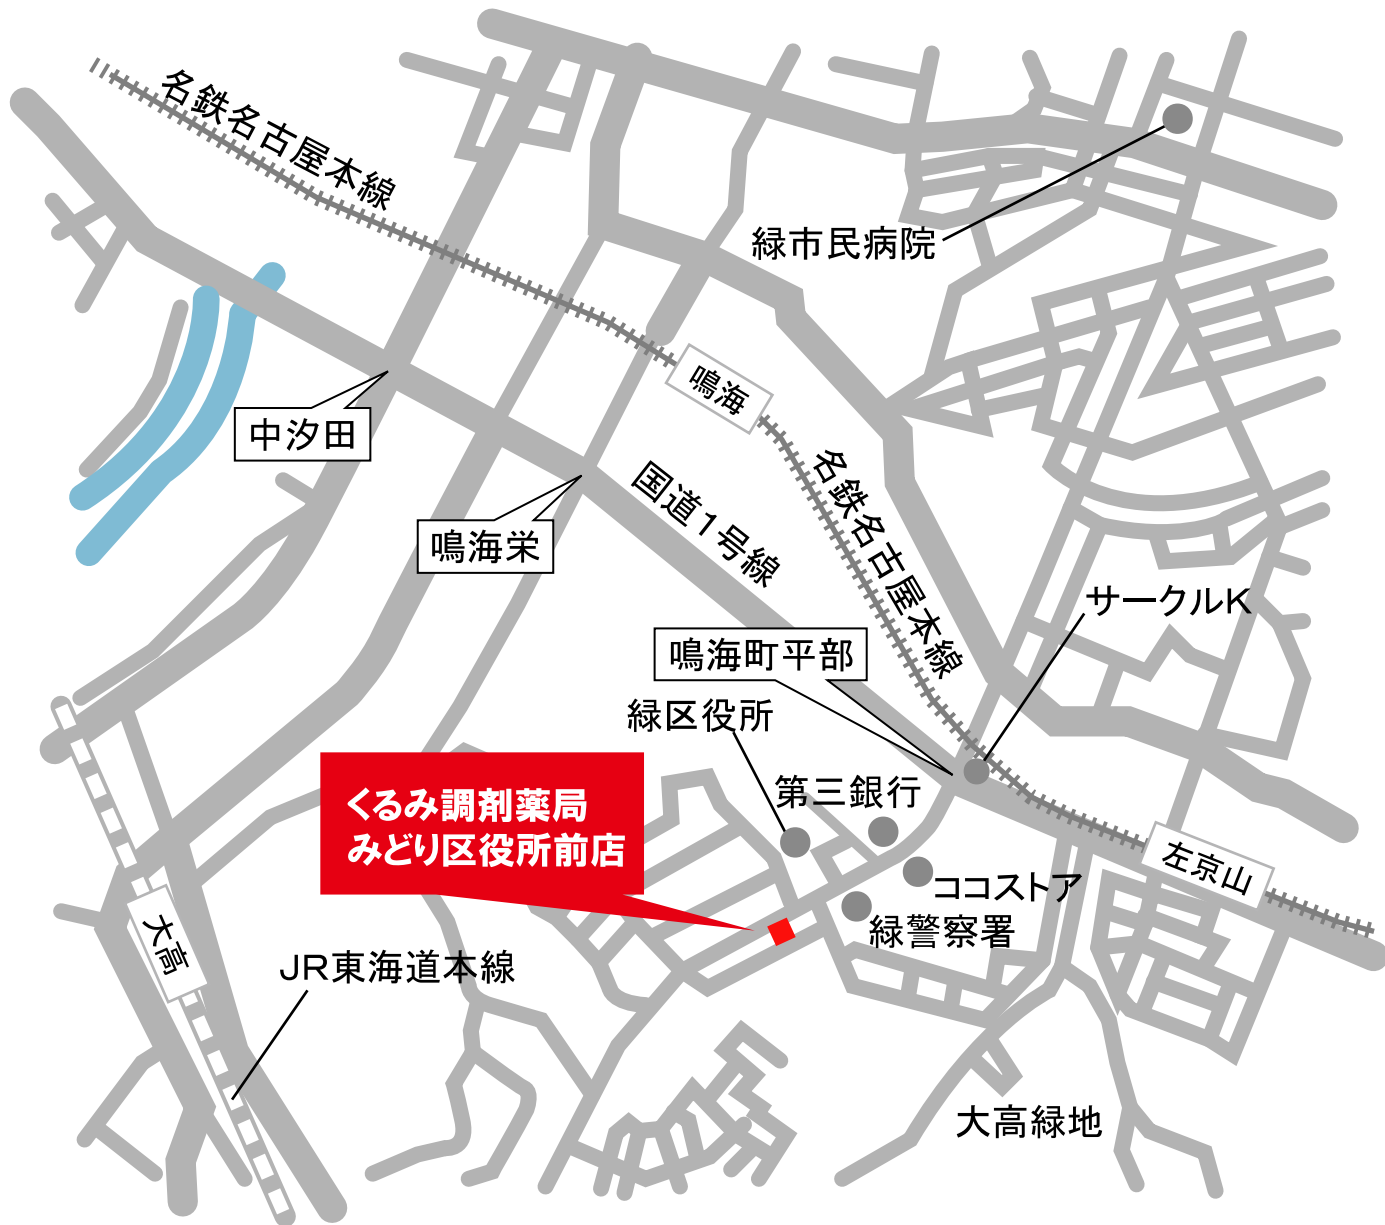 名鉄名古屋本線
緑市民病院
鳴海
中汐田
国道1号線
名鉄名古屋本線
鳴海栄
サークルK
鳴海町平部
緑区役所
くるみ調剤薬局
みどり区役所前店
第三銀行
左京山
ココストア
緑警察署
大高
JR東海道本線
大高緑地